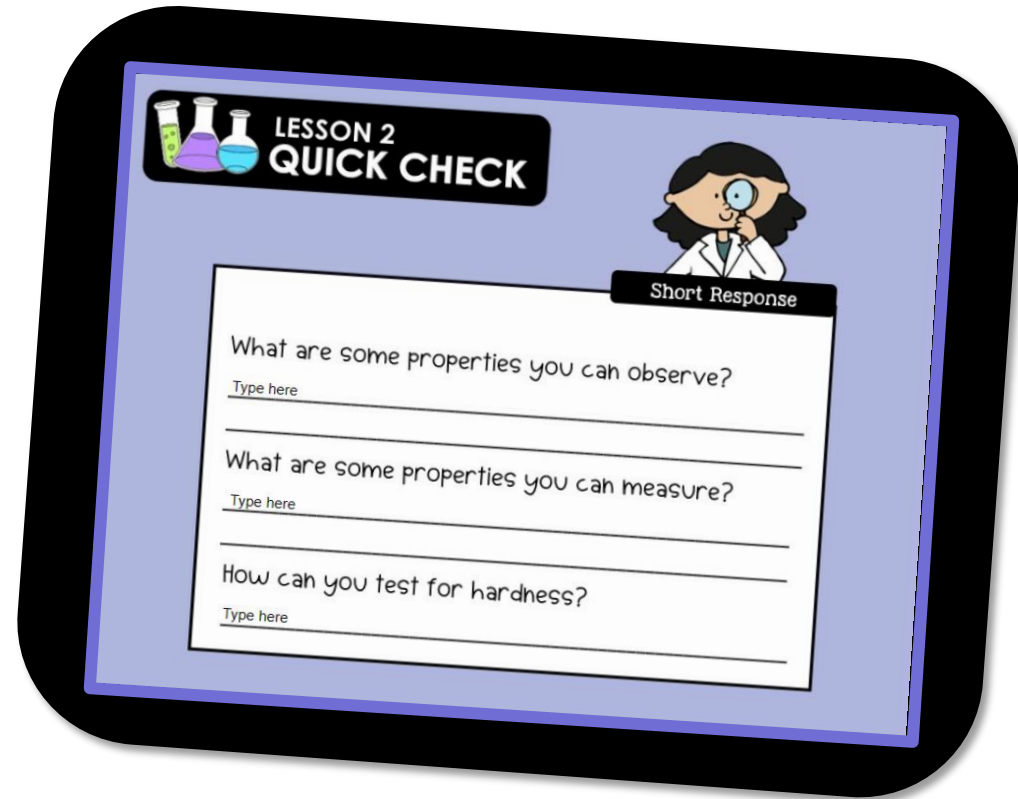 LESSON 2
QUICK CHECK
Short Response
What are some properties you can observe?
Type here
What are some properties you can measure?
Type here
How can you test for hardness?
Type here